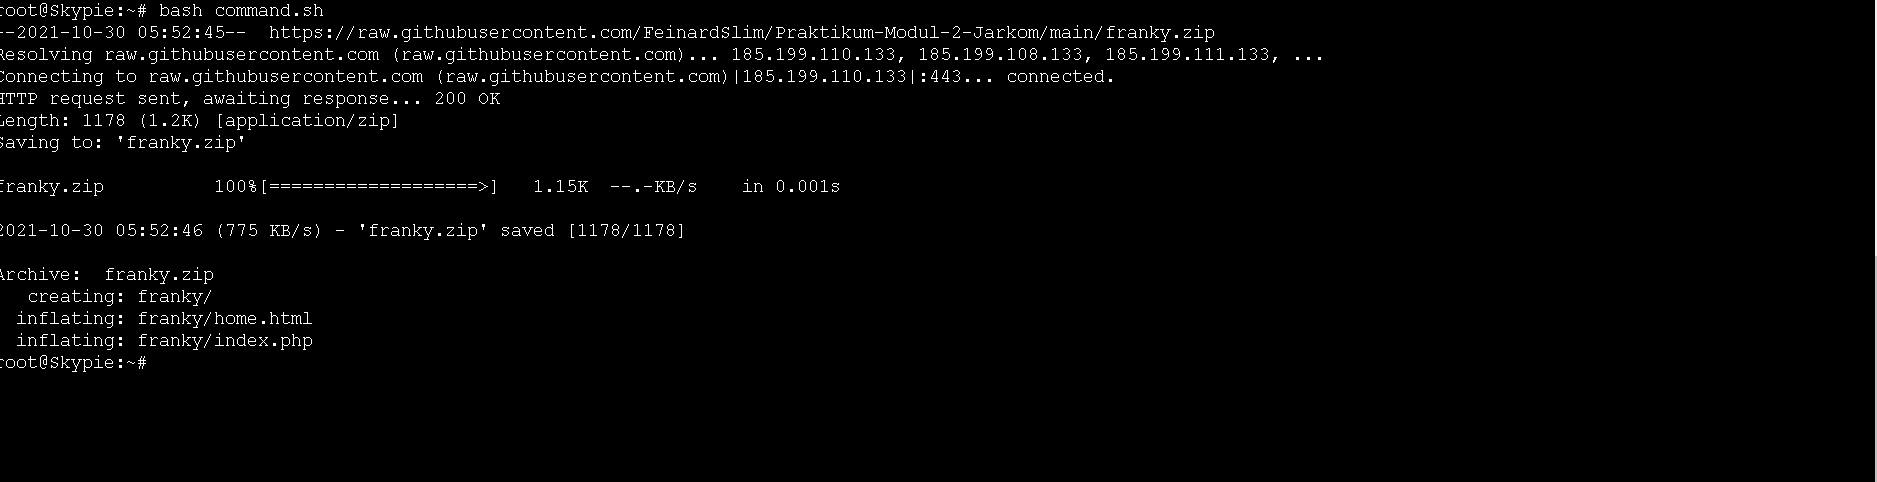 root@Skypie:~# bash command.sh
--2021-10-30 05:52:45--  https://raw.githubusercontent.com/FeinardSlim/Praktikum-Modul-2-Jarkom/main/franky.zip
Resolving raw.githubusercontent.com (raw.githubusercontent.com)... 185.199.110.133, 185.199.108.133, 185.199.111.133, ...
Connecting to raw.githubusercontent.com (raw.githubusercontent.com)|185.199.110.133|:443... connected.
HTTP request sent, awaiting response... 200 OK
Length: 1178 (1.2K) [application/zip]
Saving to: 'franky.zip'

franky.zip          100%[===================>]   1.15K  --.-KB/s    in 0.001s

2021-10-30 05:52:46 (775 KB/s) - 'franky.zip' saved [1178/1178]

Archive:  franky.zip
   creating: franky/
  inflating: franky/home.html
  inflating: franky/index.php
root@Skypie:~#